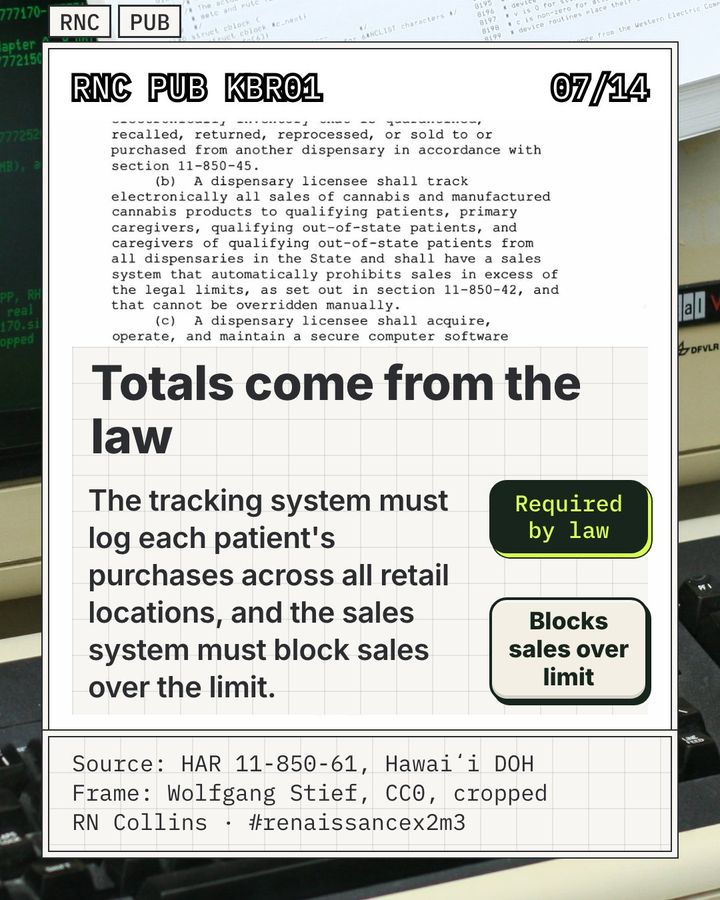 RNC PUB
RNC PUB KBR01 07/14
recalled, returned, reprocessed, or sold to or
purchased from another dispensary in accordance with
section 11-850-45.
(b) A dispensary licensee shall track
electronically all sales of cannabis and manufactured
cannabis products to qualifying patients, primary
caregivers, qualifying out-of-state patients, and
caregivers of qualifying out-of-state patients from
all dispensaries in the State and shall have a sales
system that automatically prohibits sales in excess of
the legal limits, as set out in section 11-850-42, and
that cannot be overridden manually.
(c) A dispensary licensee shall acquire,
operate, and maintain a secure computer software
Totals come from the
law
The tracking system must
log each patient's
purchases across all retail
locations, and the sales
system must block sales
over the limit.
Required
by law
Blocks
sales over
limit
Source: HAR 11-850-61, Hawaiʻi DOH
Frame: Wolfgang Stief, CC0, cropped
RN Collins · #renaissancex2m3
DFVLR